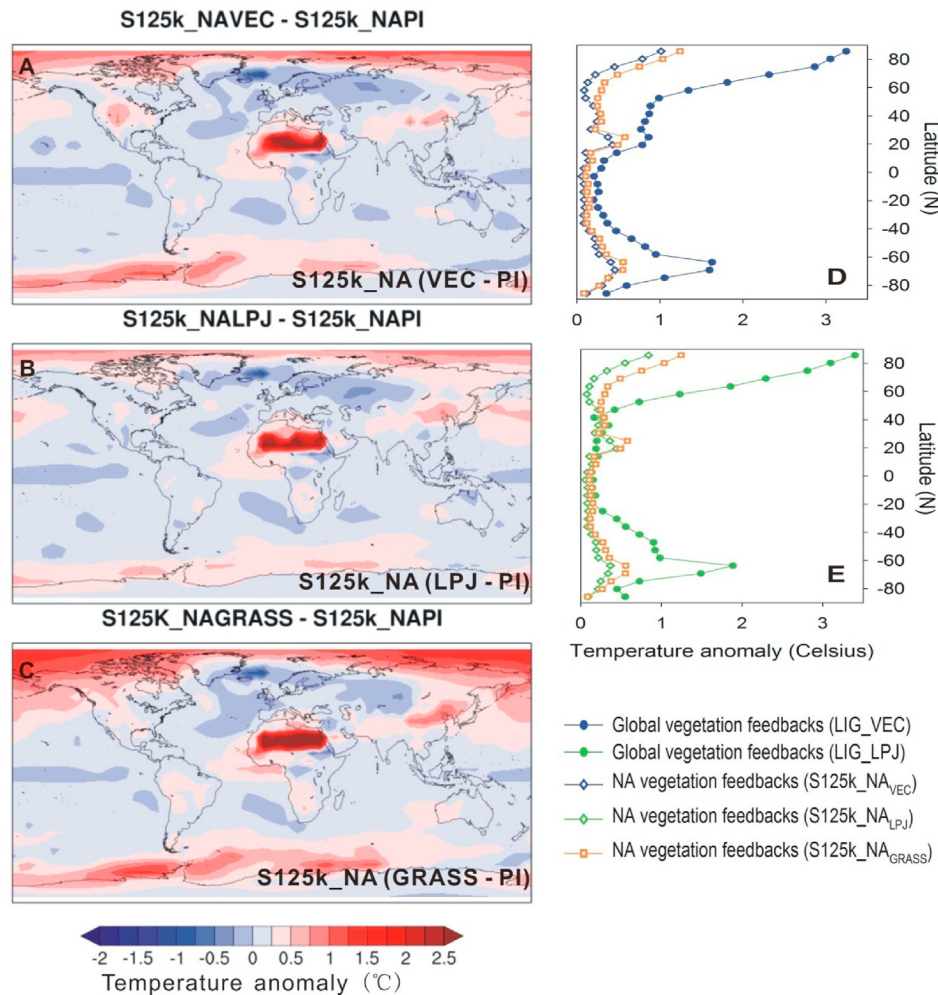 S125k_NAVEC - S125k_NAPI
A
S125k_NA (VEC - PI)
S125k_NALPJ - S125k_NAPI
B
S125k_NA (LPJ - PI)
S125K_NAGRASS - S125k_NAPI
C
S125k_NA (GRASS - PI)
-2 -1.5 -1 -0.5 0 0.5 1 1.5 2 2.5
Temperature anomaly (℃)
80
60
40
20
0
-20
-40
-60
-80
Latitude (N)
D
0 1 2 3
80
60
40
20
0
-20
-40
-60
-80
Latitude (N)
E
0 1 2 3
Temperature anomaly (Celsius)
Global vegetation feedbacks (LIG_VEC)
Global vegetation feedbacks (LIG_LPJ)
NA vegetation feedbacks (S125k_NAVEC)
NA vegetation feedbacks (S125k_NALPJ)
NA vegetation feedbacks (S125k_NAGRASS)